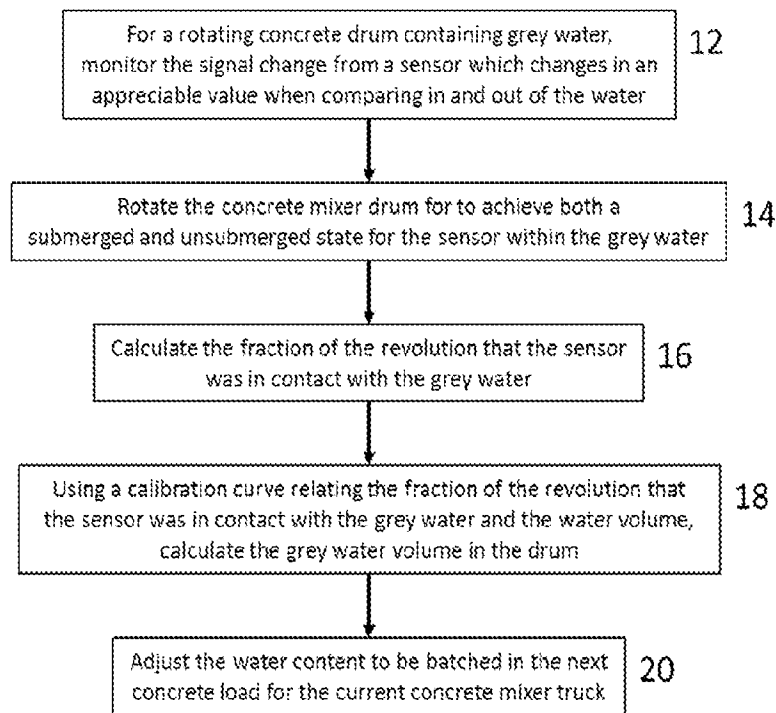 For a rotating concrete drum containing grey water,
monitor the signal change from a sensor which changes in an
appreciable value when comparing in and out of the water
12
Rotate the concrete mixer drum for to achieve both a
submerged and unsubmerged state for the sensor within the grey water
14
Calculate the fraction of the revolution that the sensor
was in contact with the grey water
16
Using a calibration curve relating the fraction of the revolution that
the sensor was in contact with the grey water and the water volume,
calculate the grey water volume in the drum
18
Adjust the water content to be batched in the next
concrete load for the current concrete mixer truck
20